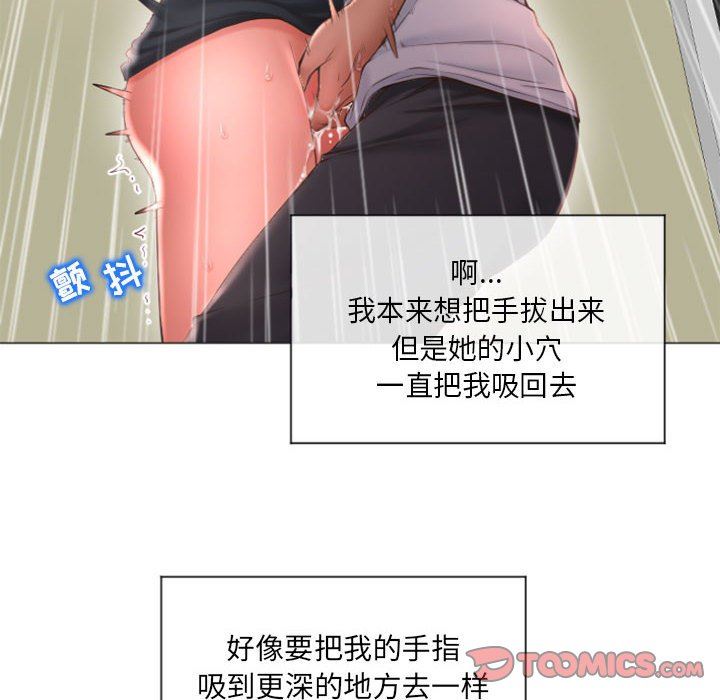 颤抖
啊...
我本来想把手拔出来
但是她的小穴
一直把我吸回去
好像要把我的手指
吸到更深的地方去一样
TOOMICS.COM